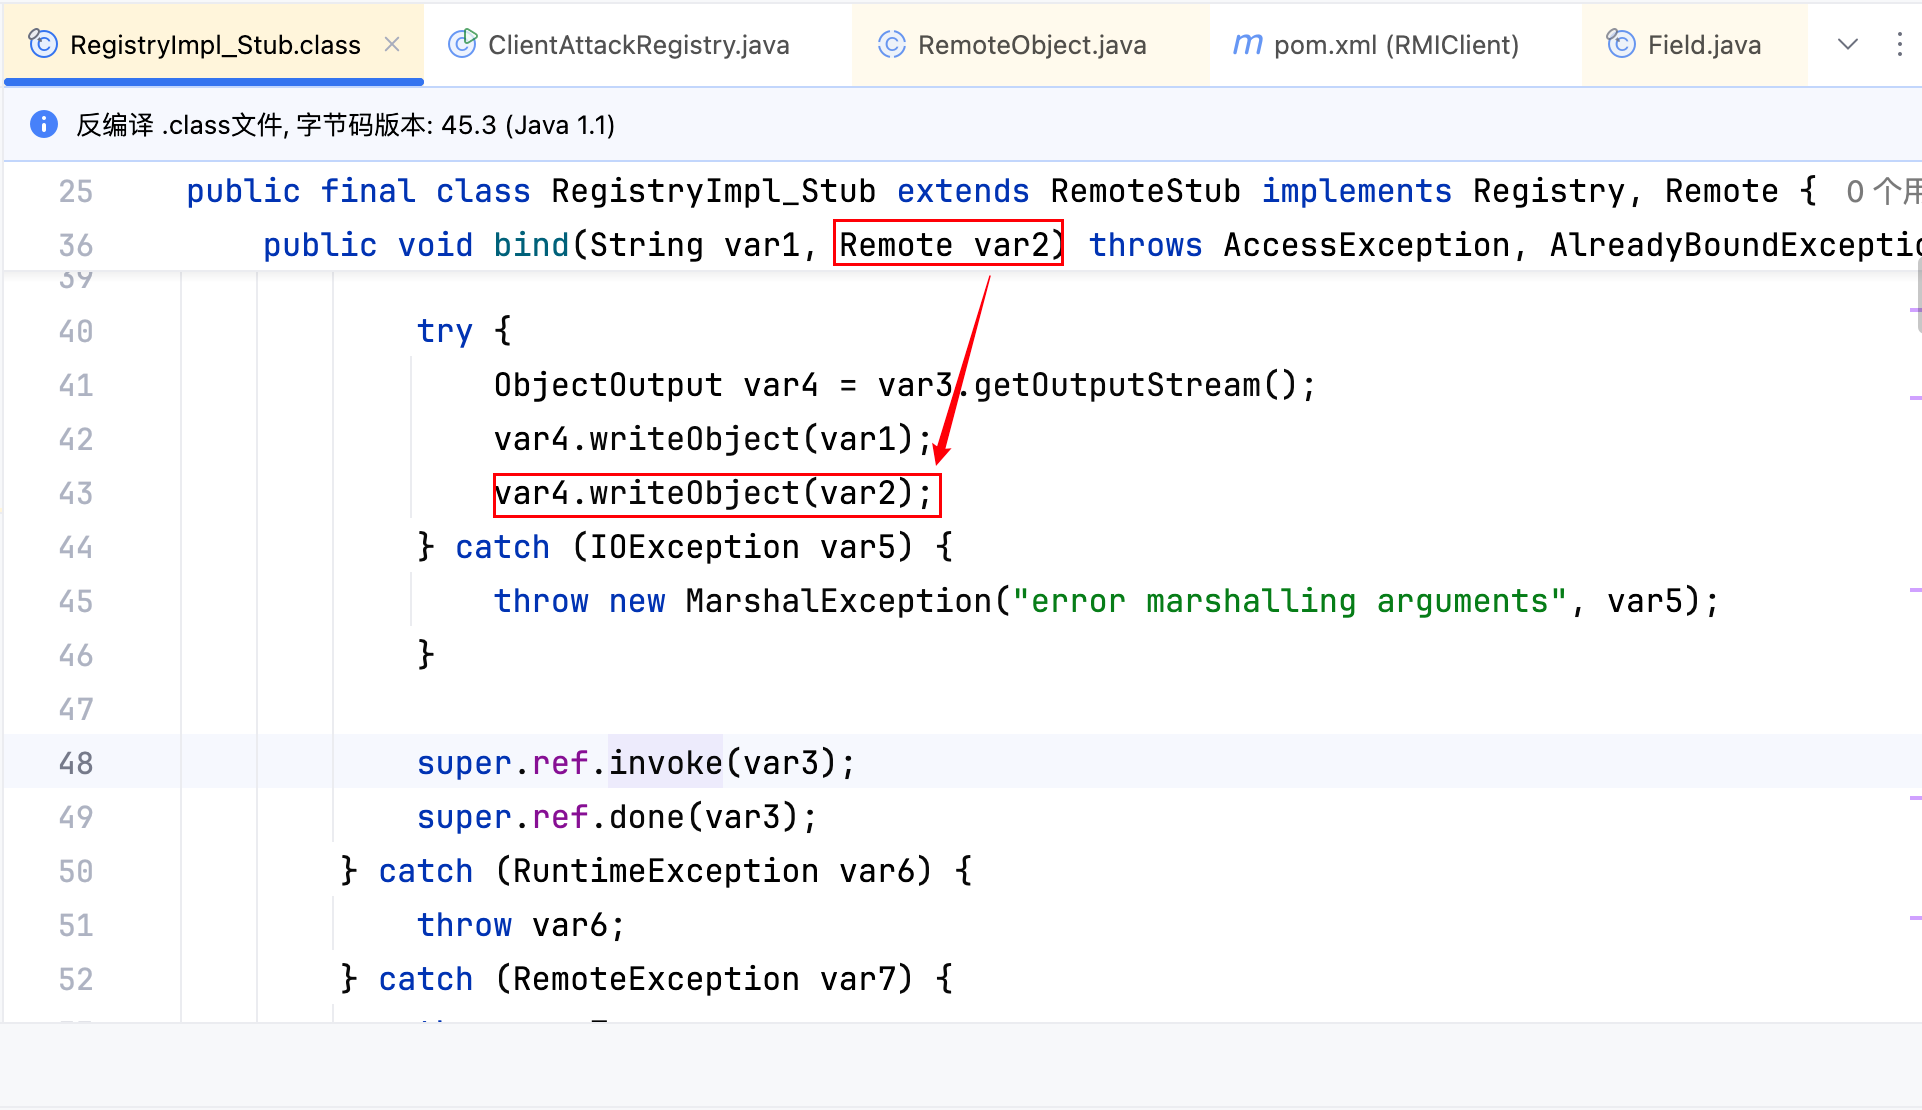 RegistryImpl_Stub.class ClientAttackRegistry.java RemoteObject.java pom.xml (RMIClient) Field.java
反编译 .class文件, 字节码版本: 45.3 (Java 1.1)
25 public final class RegistryImpl_Stub extends RemoteStub implements Registry, Remote { 0 个用
36 public void bind(String var1, Remote var2) throws AccessException, AlreadyBoundExceptio
39
40 try {
41 ObjectOutput var4 = var3.getOutputStream();
42 var4.writeObject(var1);
43 var4.writeObject(var2);
44 } catch (IOException var5) {
45 throw new MarshalException("error marshalling arguments", var5);
46 }
47
48 super.ref.invoke(var3);
49 super.ref.done(var3);
50 } catch (RuntimeException var6) {
51 throw var6;
52 } catch (RemoteException var7) {